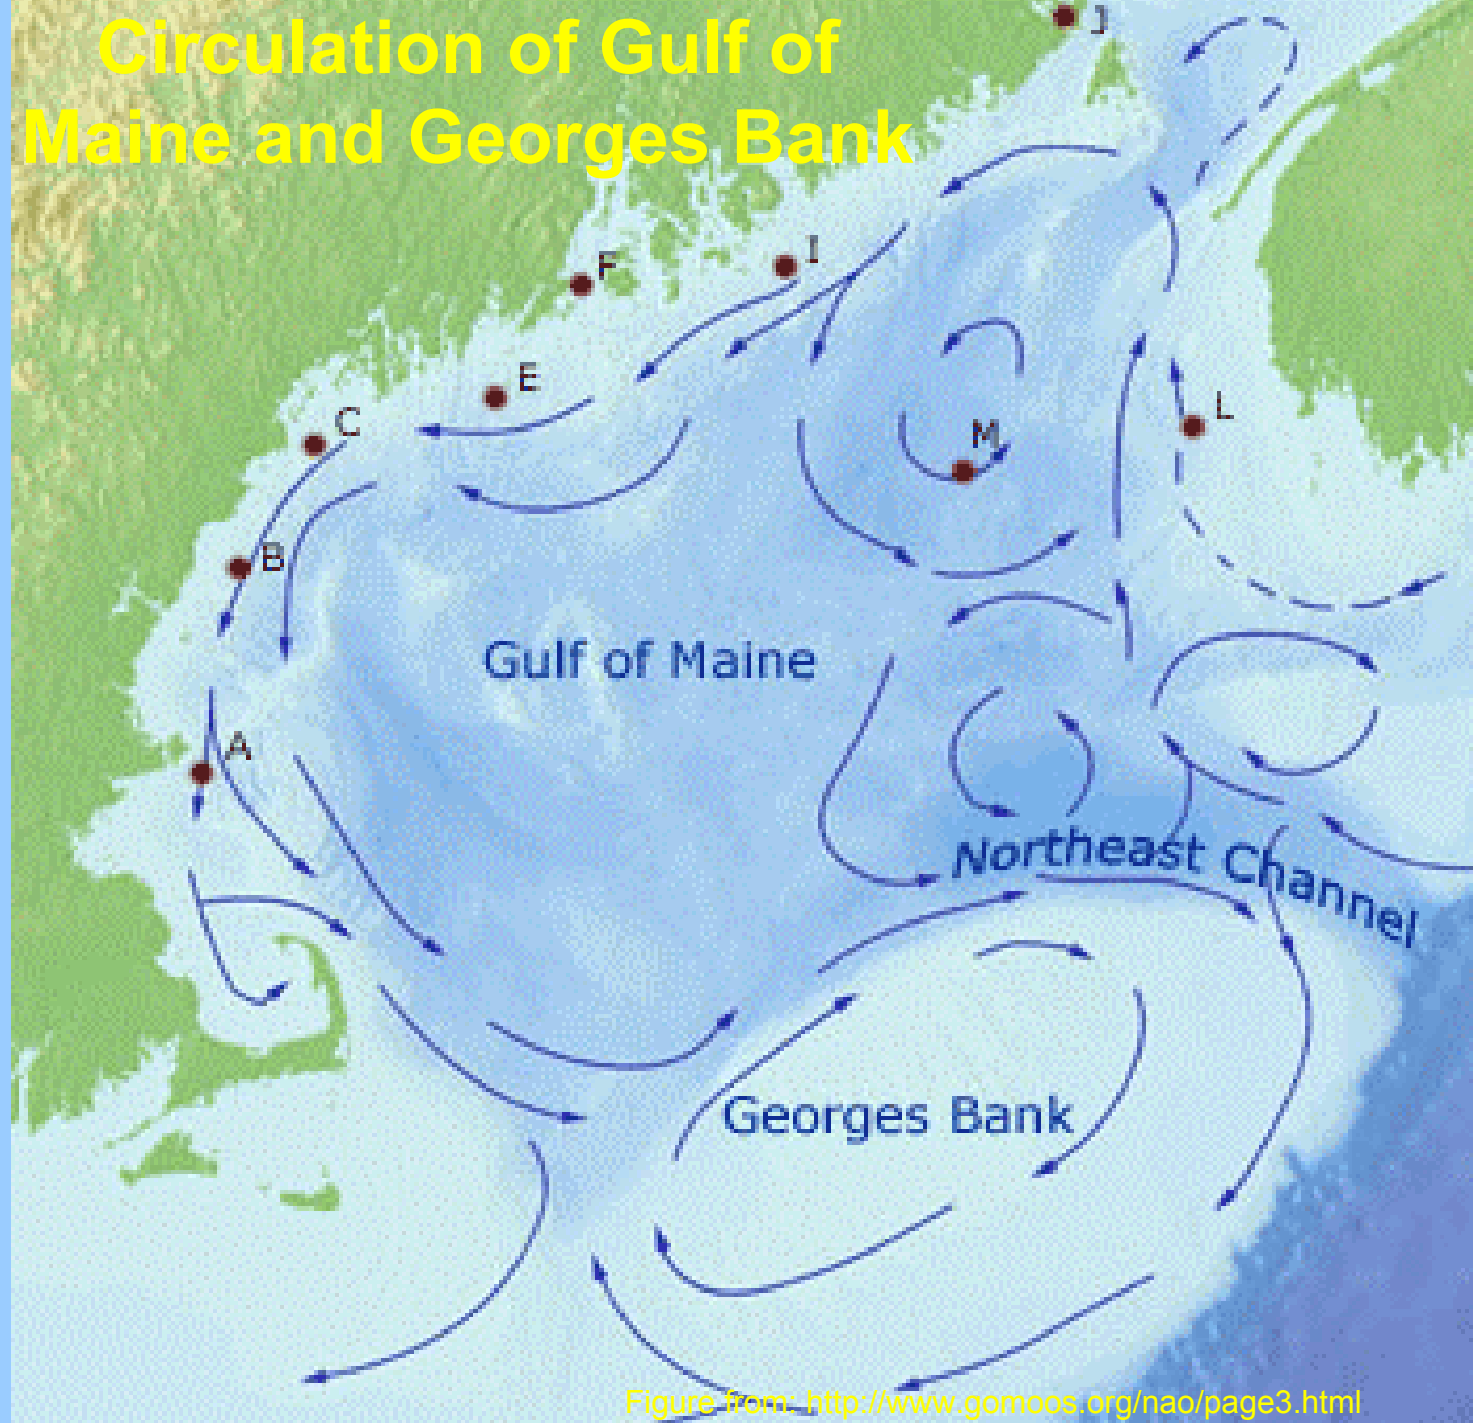 Circulation of Gulf of
Maine and Georges Bank
J
I
F
E
C
L
M
B
Gulf of Maine
A
Northeast Channel
Georges Bank
Figure from: http://www.gomoos.org/nao/page3.html